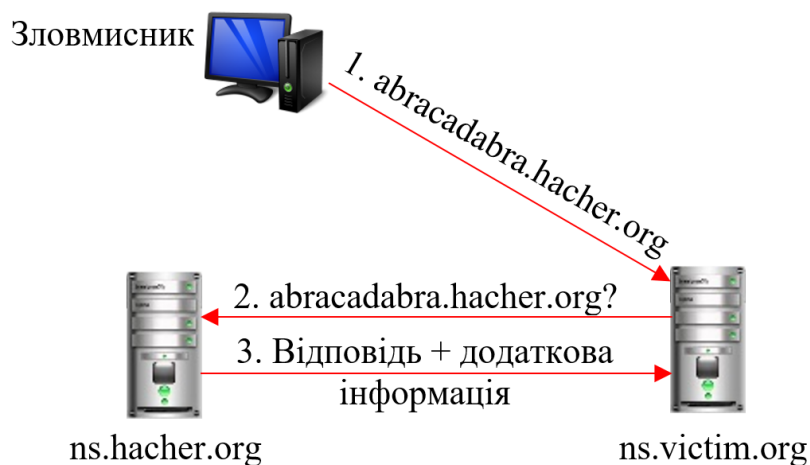 Зловмисник
1. abracadabra.hacher.org
2. abracadabra.hacher.org?
3. Відповідь + додаткова
інформація
ns.hacher.org
ns.victim.org